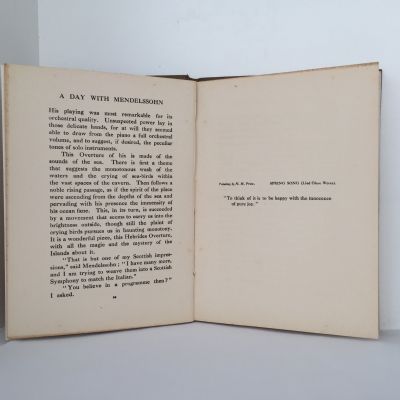 A DAY WITH MENDELSSOHN
His playing was most remarkable for its
orchestral quality. Unsuspected power lay in
those delicate hands, for at will they seemed
able to draw from the piano a full orchestral
volume, and to suggest, if desired, the peculiar
tones of solo instruments.
This Overture of his is made of the
sounds of the sea. There is first a theme
that suggests the monotonous wash of the
waters and the crying of sea-birds within
the vast spaces of the cavern. Then follows a
noble rising passage, as if the spirit of the place
were ascending from the depths of the sea and
pervading with his presence the immensity of
his ocean fane. This, in its turn, is succeeded
by a movement that seems to carry us into the
brightness outside, though still the plaint of
crying birds pursues us in haunting monotony.
It is a wonderful piece, this Hebrides Overture,
with all the magic and the mystery of the
Islands about it.
"That is but one of my Scottish impres-
sions," said Mendelssohn; "I have many more,
and I am trying to weave them into a Scottish
Symphony to match the Italian."
"You believe in a programme then?"
I asked.
Painting by N. M. Price.
SPRING SONG (Lied Ohne Worte).
"To think of it is to be happy with the innocence
of pure joy."